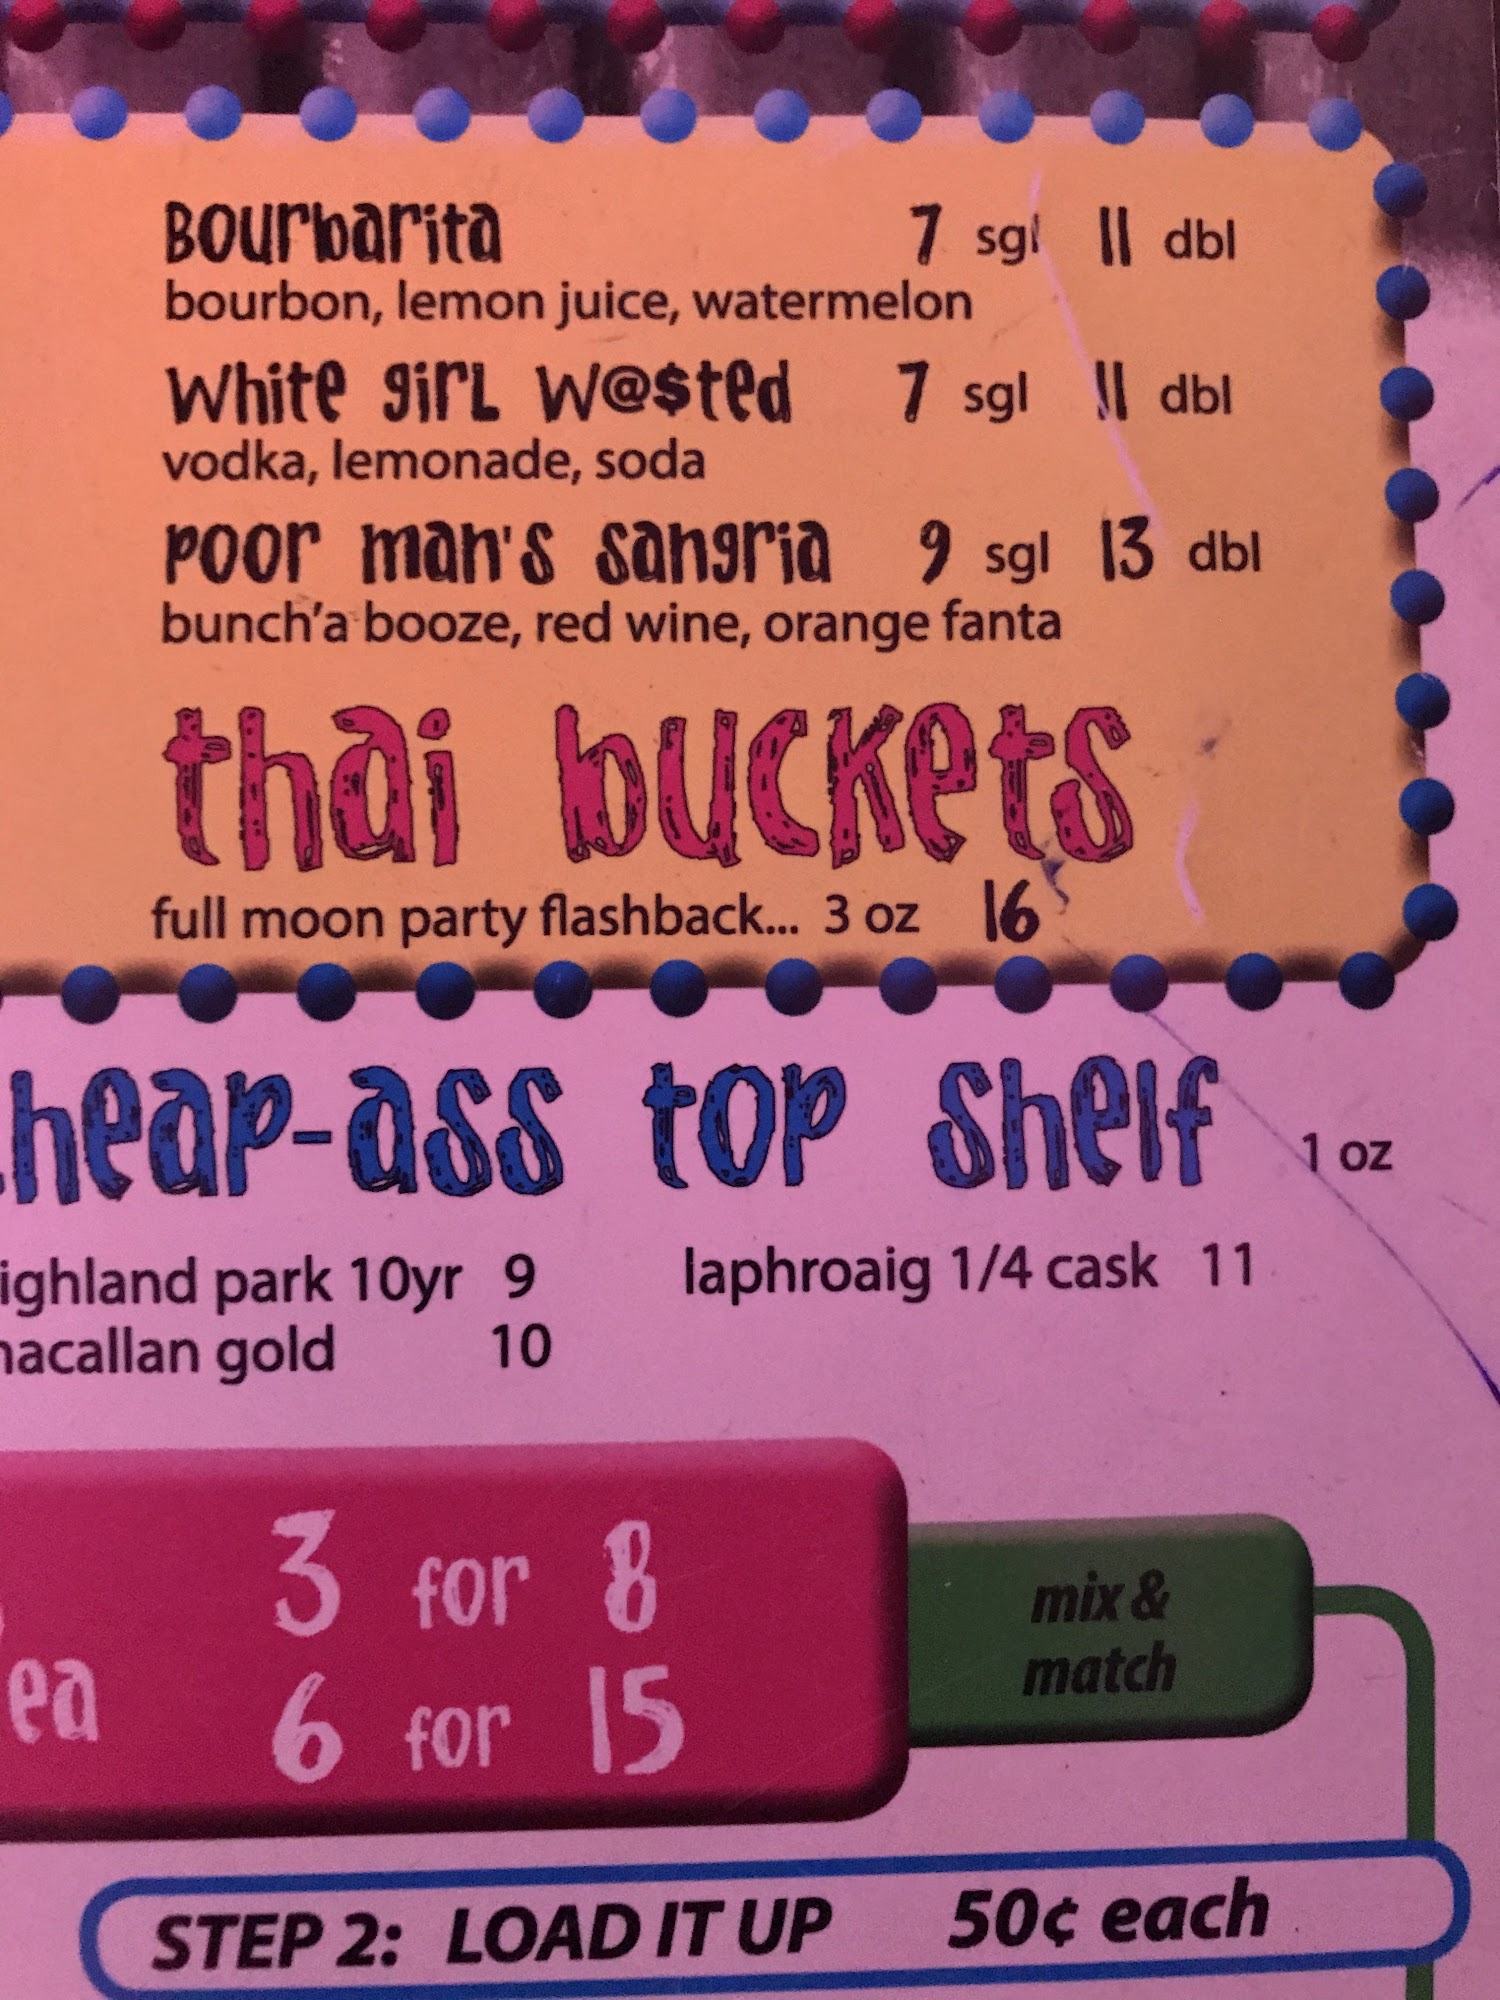 Bourbarita 7 sgl 11 dbl
bourbon, lemon juice, watermelon
White girl w@$ted 7 sgl 11 dbl
vodka, lemonade, soda
poor man's sangria 9 sgl 13 dbl
bunch'a booze, red wine, orange fanta
thai buckets
full moon party flashback... 3 oz 16
heap-ass top shelf 1 oz
ighland park 10yr 9 laphroaig 1/4 cask 11
macallan gold 10
3 for 8
ea 6 for 15
mix &
match
STEP 2: LOAD IT UP 50¢ each